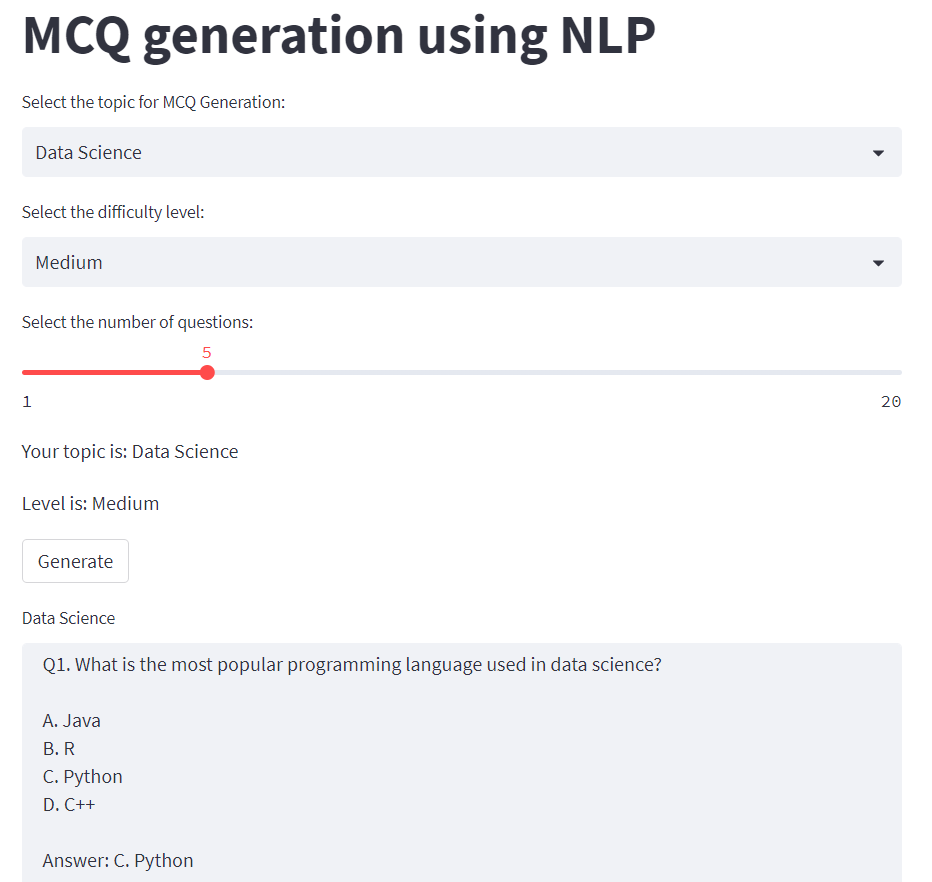 MCQ generation using NLP
Select the topic for MCQ Generation:
Data Science
Select the difficulty level:
Medium
Select the number of questions:
5
1 20
Your topic is: Data Science
Level is: Medium
Generate
Data Science
Q1. What is the most popular programming language used in data science?
A. Java
B. R
C. Python
D. C++
Answer: C. Python